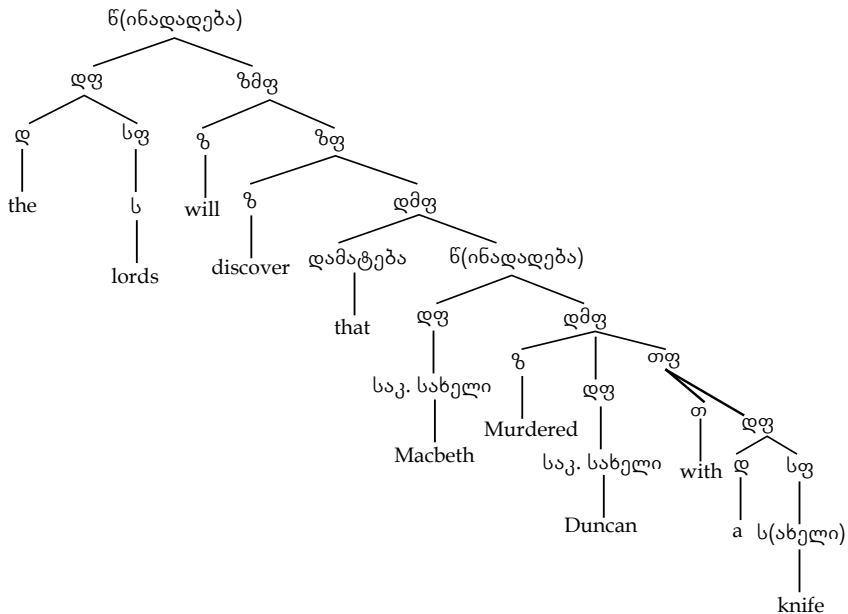 წ(ინადადება)
დფ ზმფ
დ სფ ზ ზფ
the ს will ზ დმფ
lords discover დამატება წ(ინადადება)
that დფ დმფ
ზ თფ
საკ. სახელი დფ თ დფ
Macbeth Murdered საკ. სახელი with დ სფ
Duncan a ს(ახელი)
knife